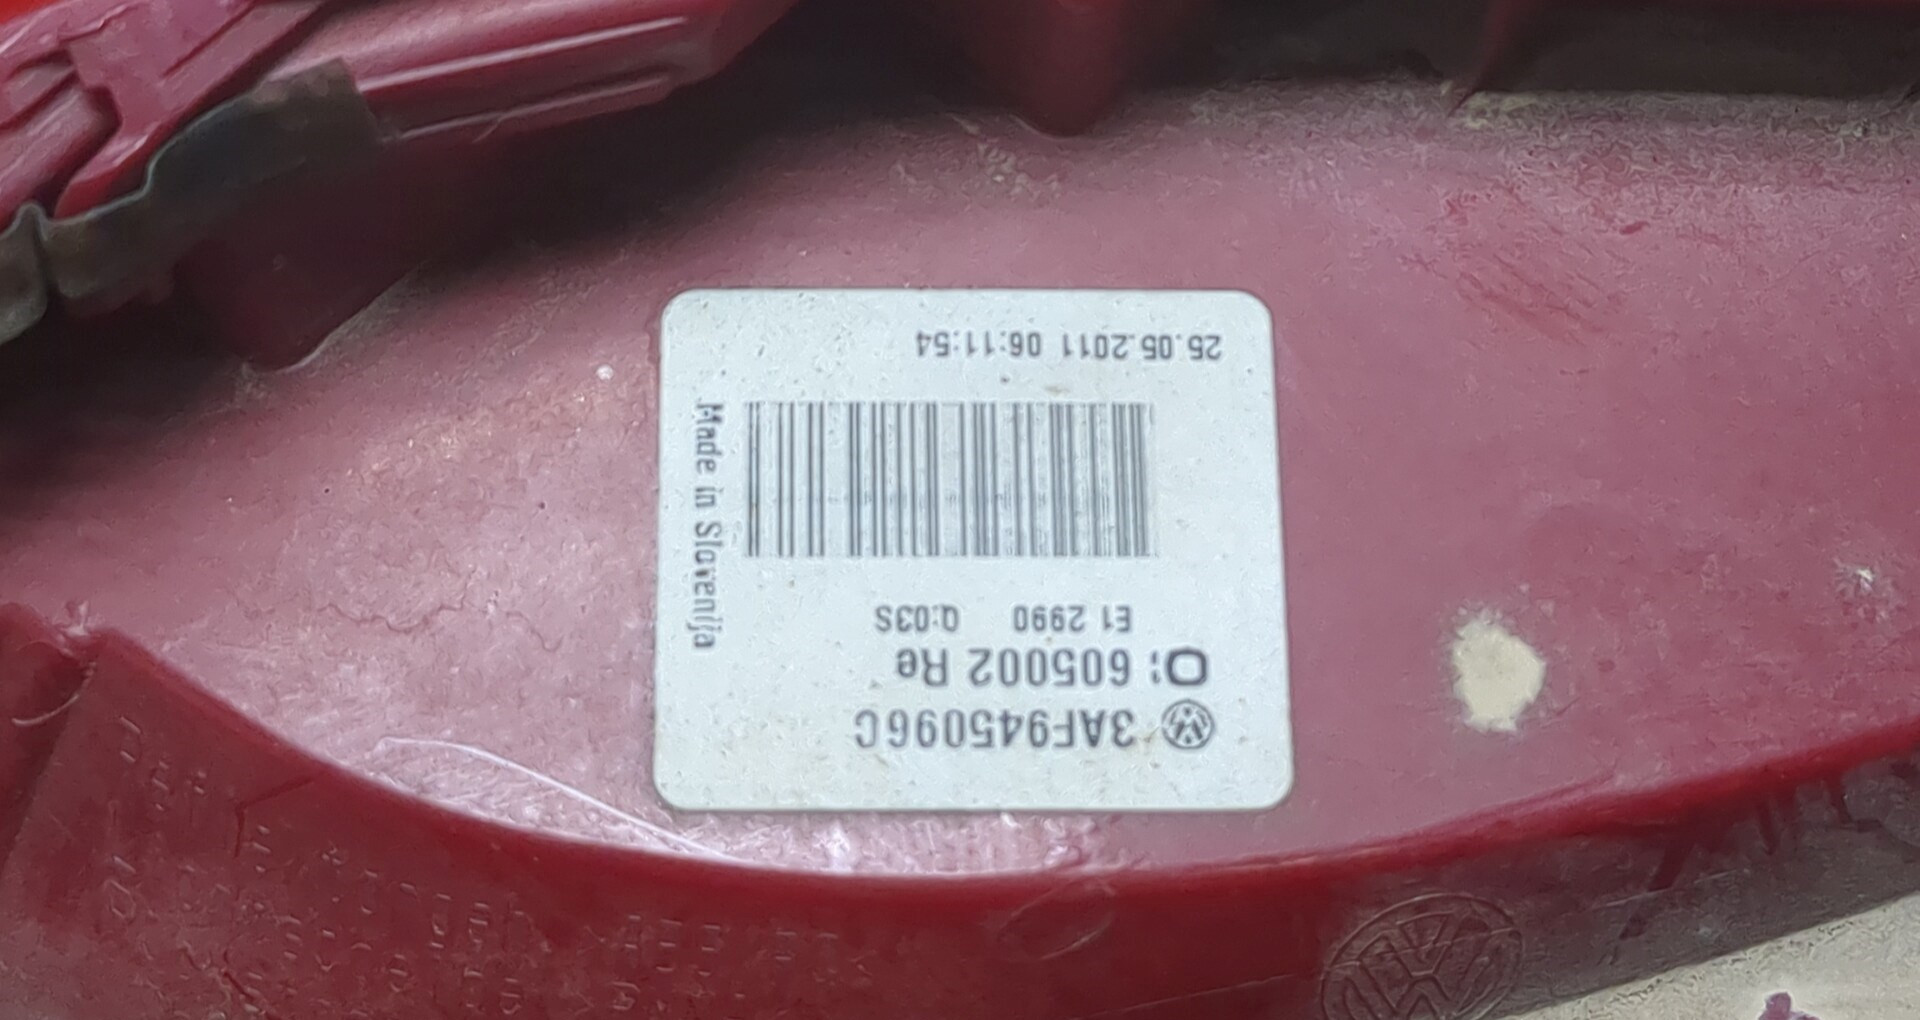 3AF945096C
O: 605002 Re
E1 2990 Q:03S
25.05.2011 06:11:54
Made in Slovenija